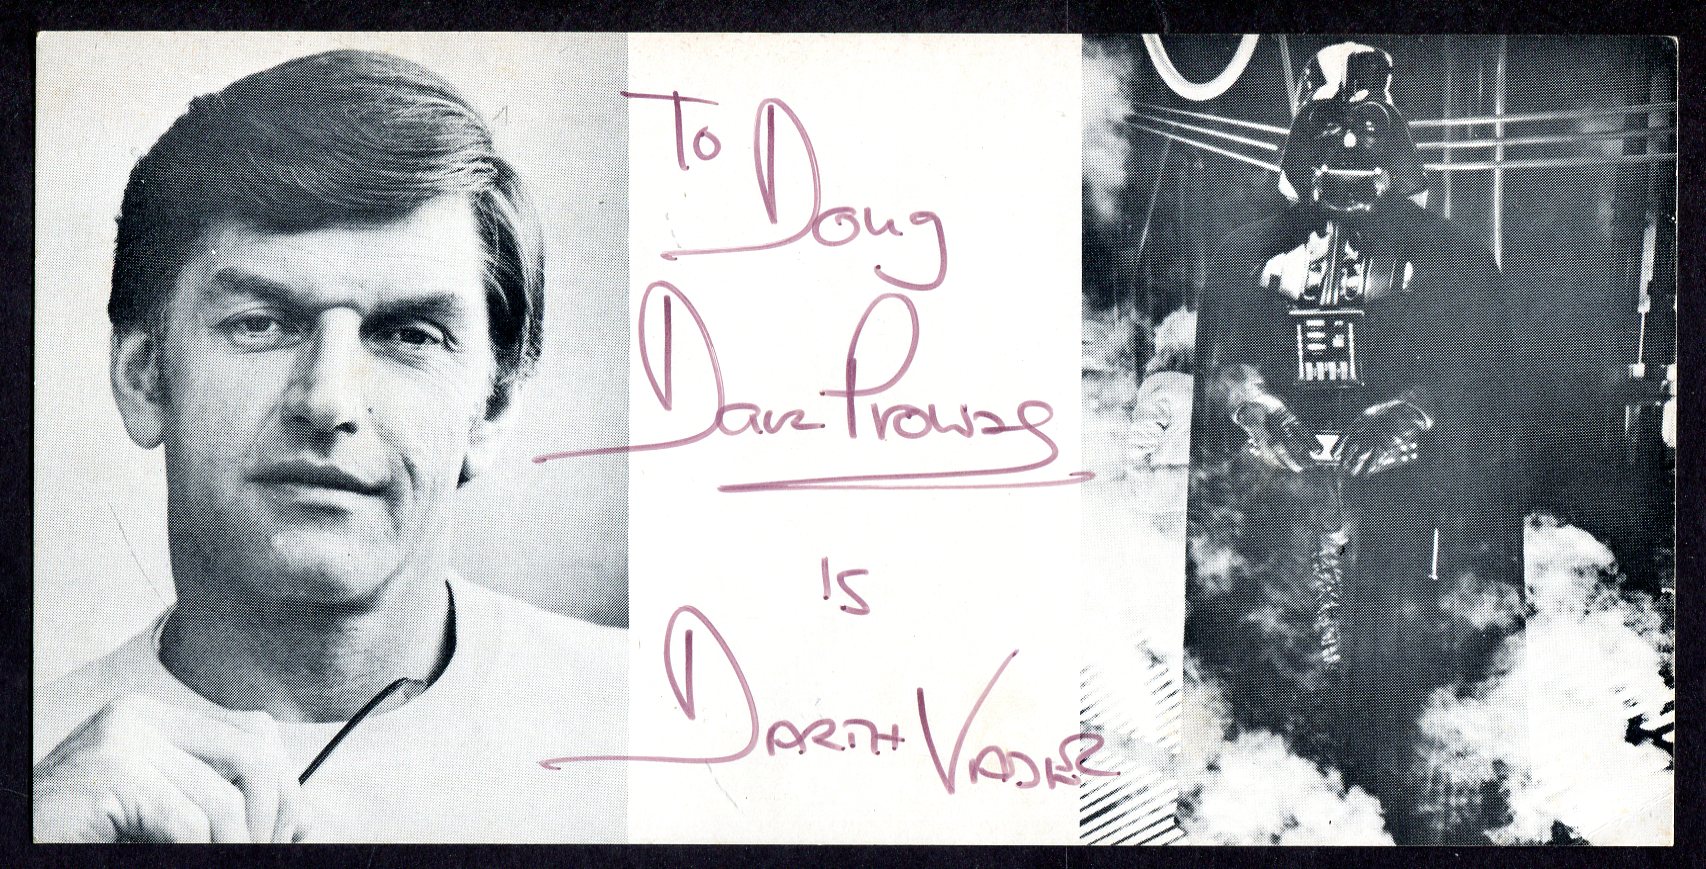 To Doug
Dave Prowse
is
DARTH VADER